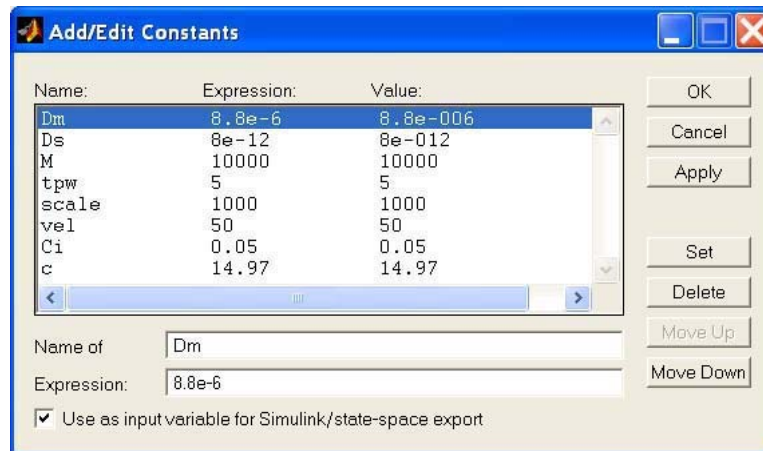 Add/Edit Constants
Name: Expression: Value:
Dm 8.8e-6 8.8e-006
Ds 8e-12 8e-012
M 10000 10000
tpw 5 5
scale 1000 1000
vel 50 50
Ci 0.05 0.05
c 14.97 14.97
OK
Cancel
Apply
Set
Delete
Move Up
Move Down
Name of Dm
Expression: 8.8e-6
Use as input variable for Simulink/state-space export